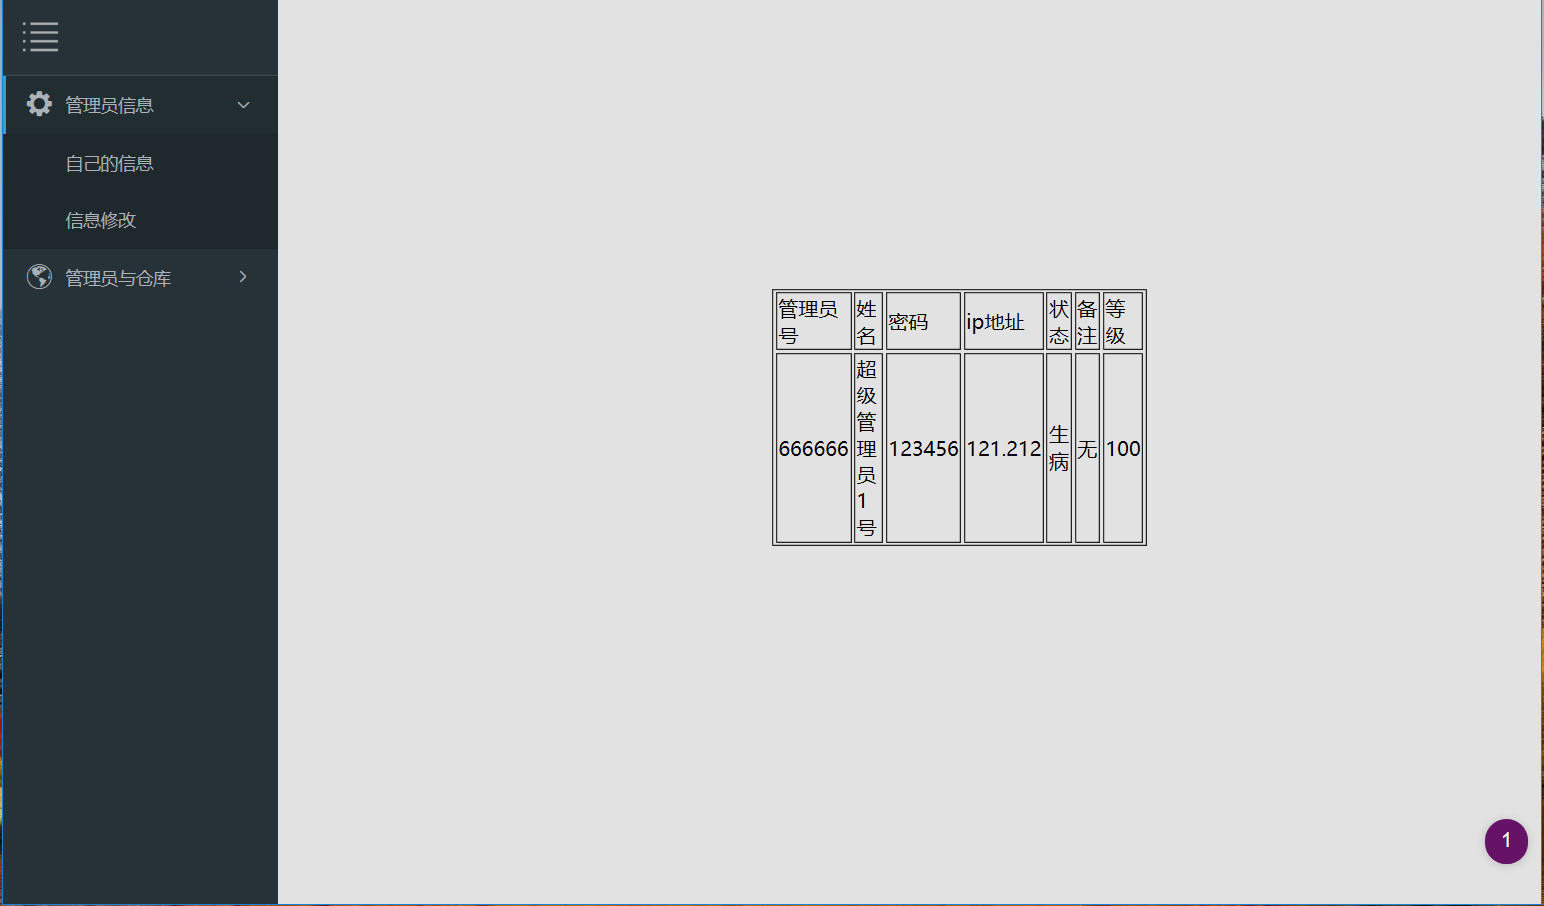 管理员信息
自己的信息
信息修改
管理员与仓库
管理员
号
姓
名
密码
ip地址
状
态
备
注
等
级
666666
超
级
管
理
员
1
号
123456
121.212
生
病
无
100
1